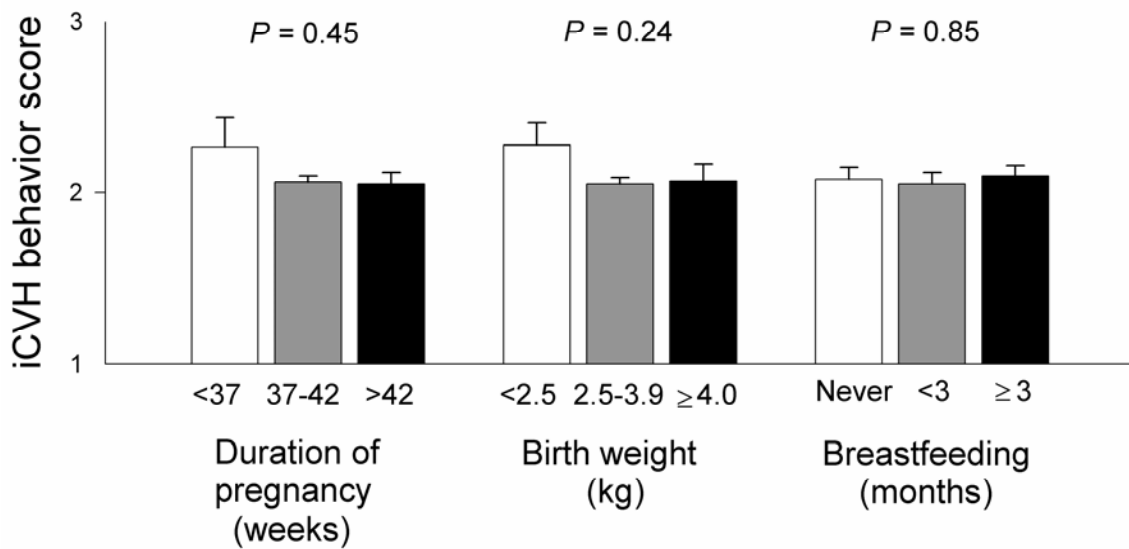 iCVH behavior score
3
2
1
P = 0.45
P = 0.24
P = 0.85
<37 37-42 >42
<2.5 2.5-3.9 ≥4.0
Never <3 ≥3
Duration of
pregnancy
(weeks)
Birth weight
(kg)
Breastfeeding
(months)